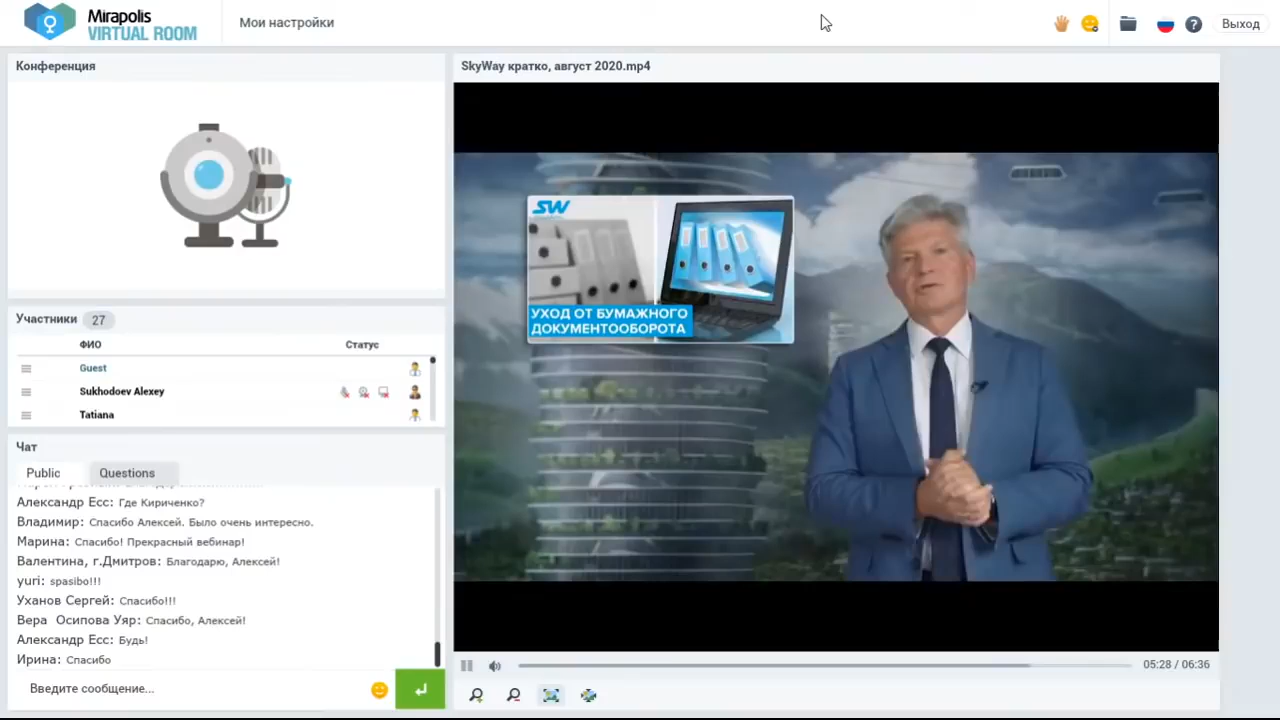 Mirapolis
VIRTUAL ROOM
Мои настройки
Выход
Конференция
SkyWay кратко, август 2020.mp4
SW
УХОД ОТ БУМАЖНОГО
ДОКУМЕНТООБОРОТА
Участники 27
ФИО Статус
Guest
Sukhodoev Alexey
Tatiana
Чат
Public Questions
Александр Есс: Где Кириченко?
Владимир: Спасибо Алексей. Было очень интересно.
Марина: Спасибо! Прекрасный вебинар!
Валентина, г.Дмитров: Благодарю, Алексей!
yuri: spasibo!!!
Уханов Сергей: Спасибо!!!
Вера Осипова Уяр: Спасибо, Алексей!
Александр Есс: Будь!
Ирина: Спасибо
Введите сообщение...
05:28 / 06:36